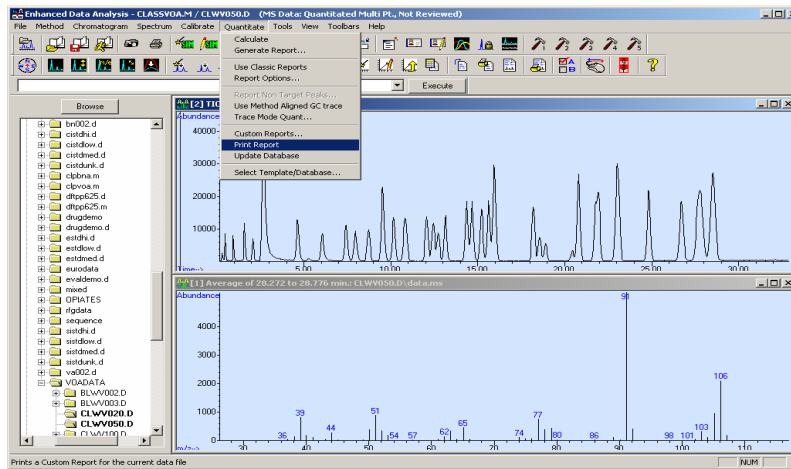 Enhanced Data Analysis - CLASSVOA.M / CLWV050.D (MS Data: Quantitated Multi Pt., Not Reviewed)
File Method Chromatogram Spectrum Calibrate Quantitate Tools View Toolbars Help
Calculate
Generate Report...
Use Classic Reports
Report Options...
Report Non Target Peaks...
Use Method Aligned GC trace
Trace Mode Quant...
Custom Reports...
Print Report
Update Database
Select Template/Database...
Execute
Browse
bn002.d
cistdhi.d
cistdlow.d
cistdmed.d
cistdunk.d
clpbna.m
clpvoa.m
dftpp625.d
dftpp625.m
drugdemo
drugdemo.d
estdhi.d
estdlow.d
estdmed.d
eurodata
evaldemo.d
mixed
OPIATES
rfgdata
sequence
sistdhi.d
sistdlow.d
sistdmed.d
sistdunk.d
va002.d
VOADATA
BLWV002.D
BLWV003.D
CLWV020.D
CLWV050.D
CLWV100.D
[2] TIC
Abundance
40000
30000
20000
10000
Time-->
5.00 10.00 15.00 20.00 25.00 30.00
[1] Average of 28.272 to 28.776 min.: CLWV050.D\data.ms
Abundance
4000
3000
2000
1000
0
91
106
39
51
77
36
44
54
57
62
65
74
80
86
98
101
103
m/z-->
30 40 50 60 70 80 90 100 110
Prints a Custom Report for the current data file
NUM